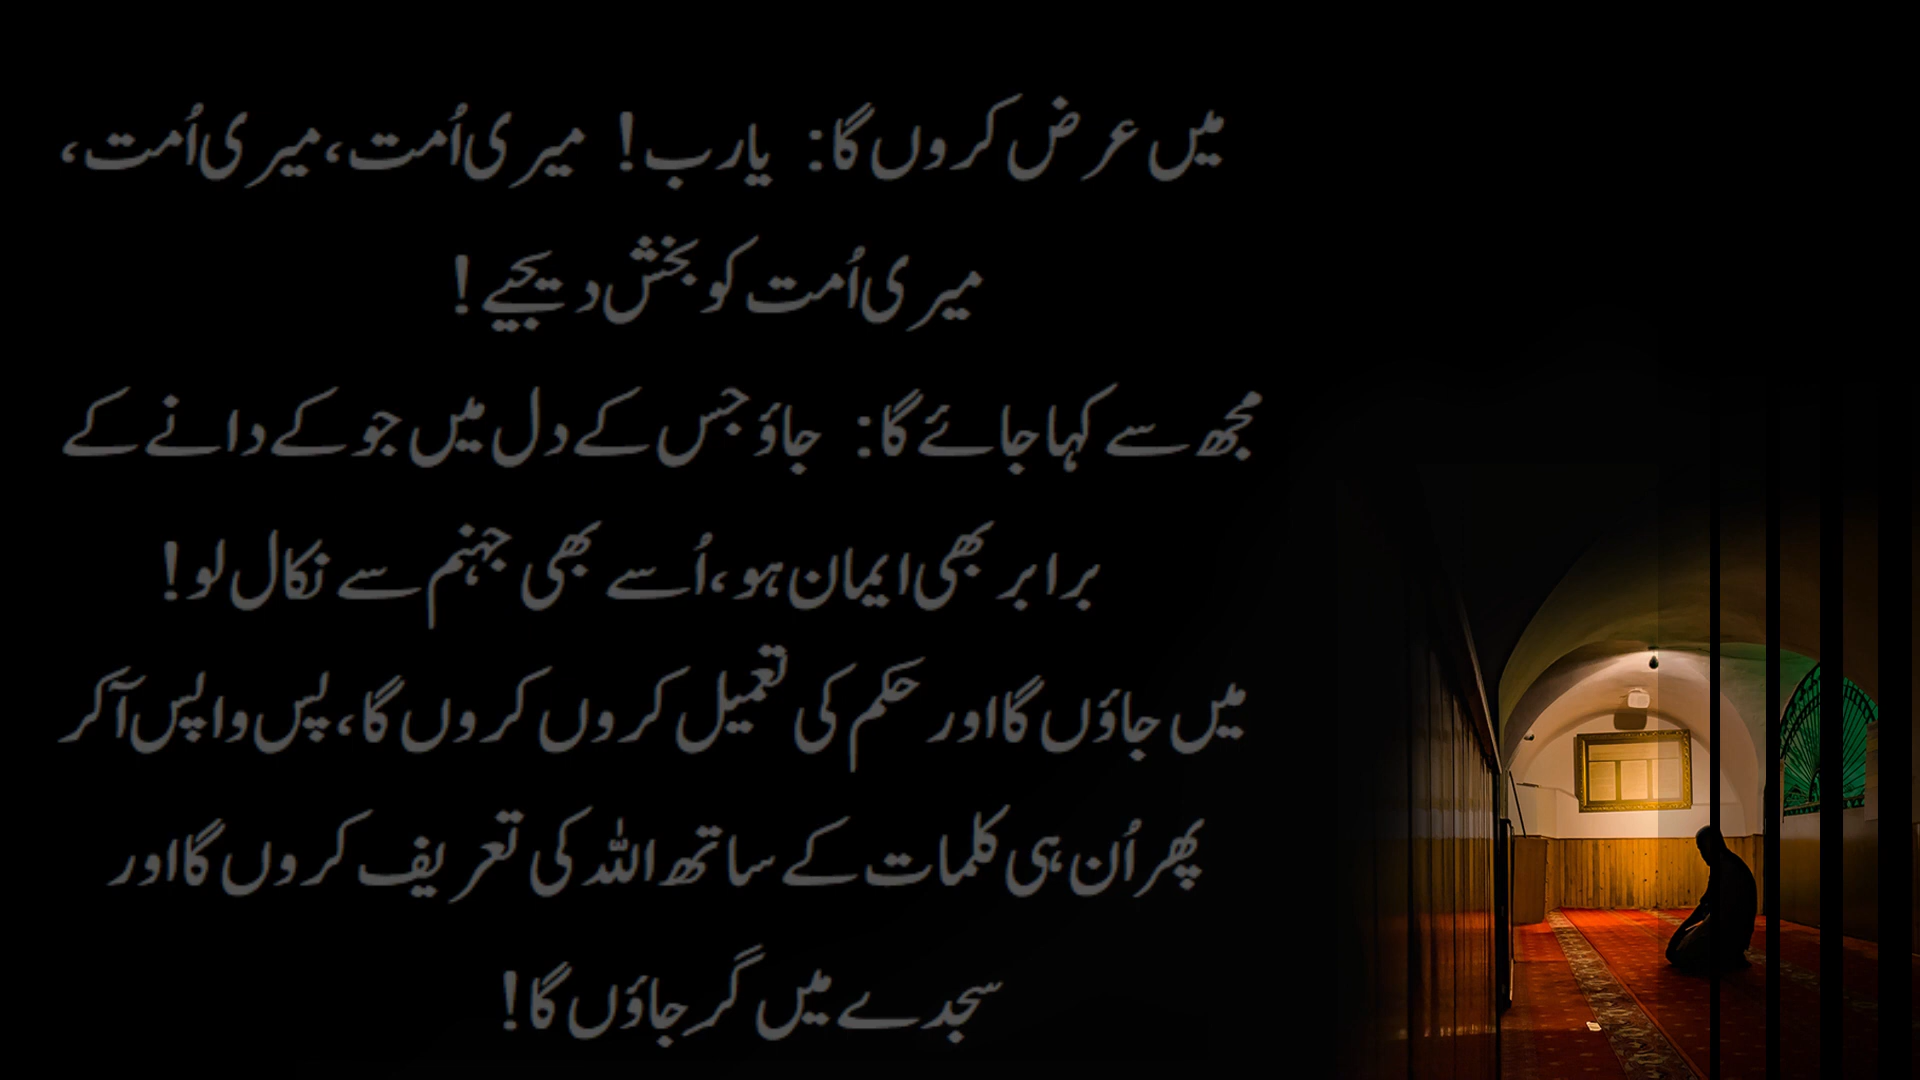 میں عرض کروں گا: یارب! میری اُمت، میری اُمت،
میری اُمت کو بخش دیجیے!
مجھ سے کہا جائے گا: جاؤ جس کے دل میں جو کے دانے کے
برابر بھی ایمان ہو، اُسے بھی جہنم سے نکال لو!
میں جاؤں گا اور حکم کی تعمیل کروں کروں گا، پس واپس آ کر
پھر اُن ہی کلمات کے ساتھ اللہ کی تعریف کروں گا اور
سجدے میں گر جاؤں گا!